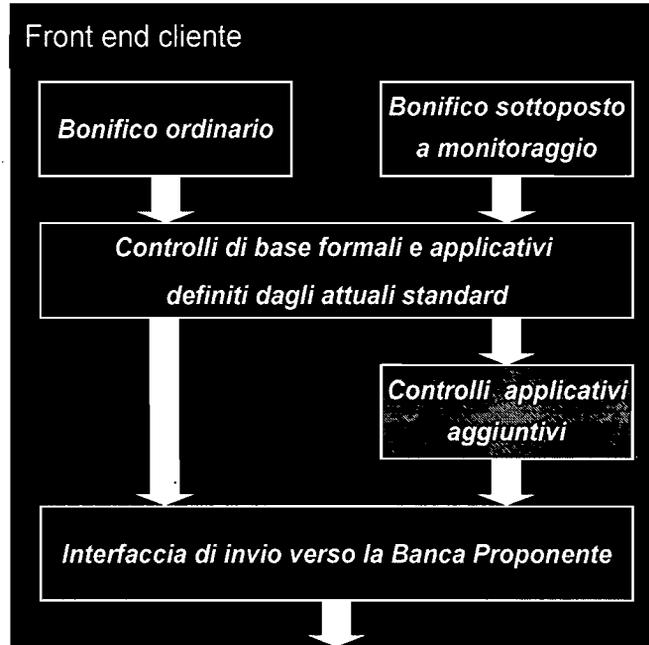 Front end cliente
Bonifico ordinario
Bonifico sottoposto
a monitoraggio
Controlli di base formali e applicativi
definiti dagli attuali standard
Controlli applicativi
aggiuntivi
Interfaccia di invio verso la Banca Proponente